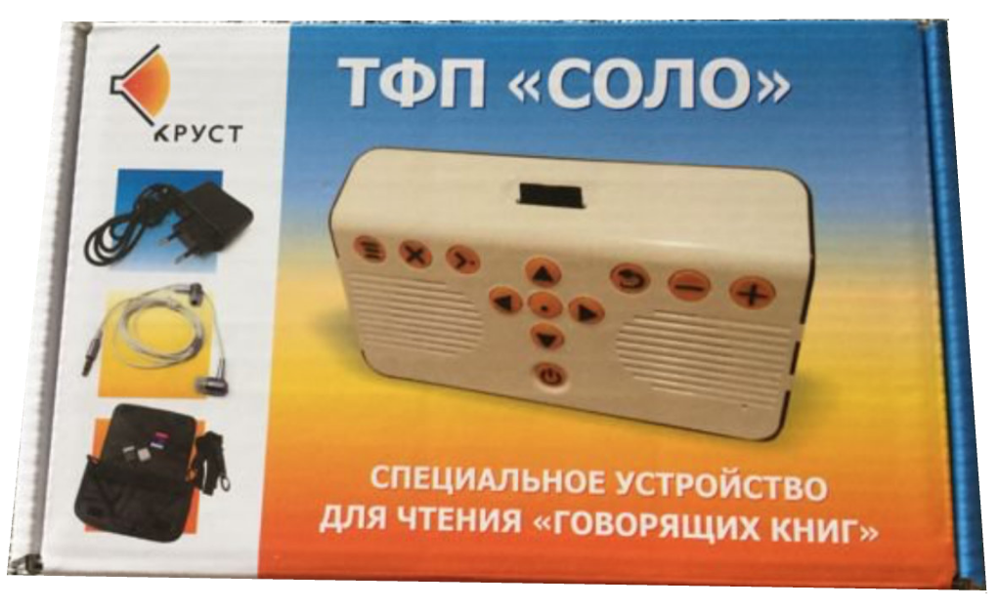 КРУСТ
ТФП «СОЛО»
СПЕЦИАЛЬНОЕ УСТРОЙСТВО
ДЛЯ ЧТЕНИЯ «ГОВОРЯЩИХ КНИГ»